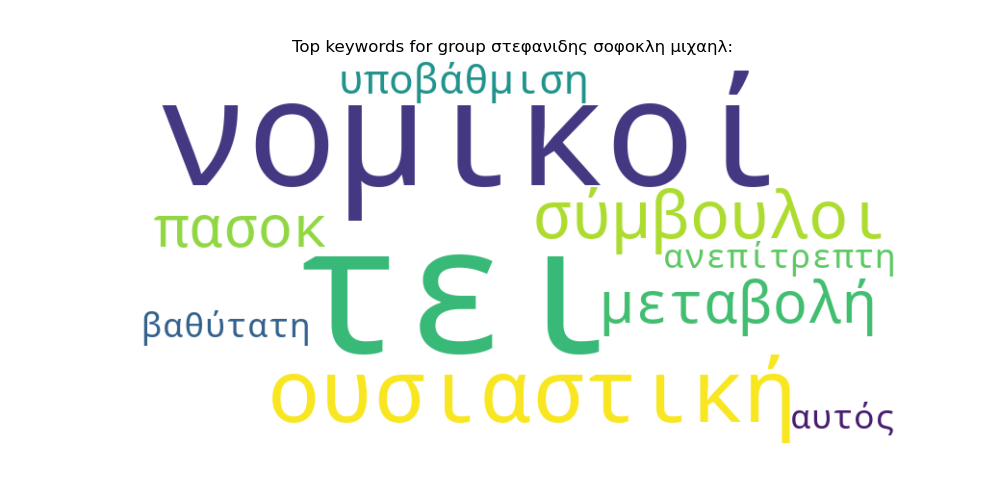 Top keywords for group στεφανιδης σοφοκλη μιχαηλ:
υποβάθμιση
νομικοί
πασοκ
σύμβουλοι
ανεπίτρεπτη
τει
μεταβολή
βαθύτατη
ουσιαστική
αυτός